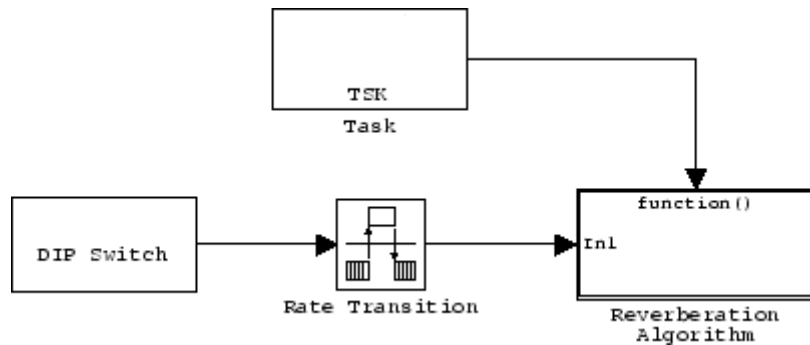 TSK
Task
function()
DIP Switch
In1
Rate Transition
Reverberation
Algorithm